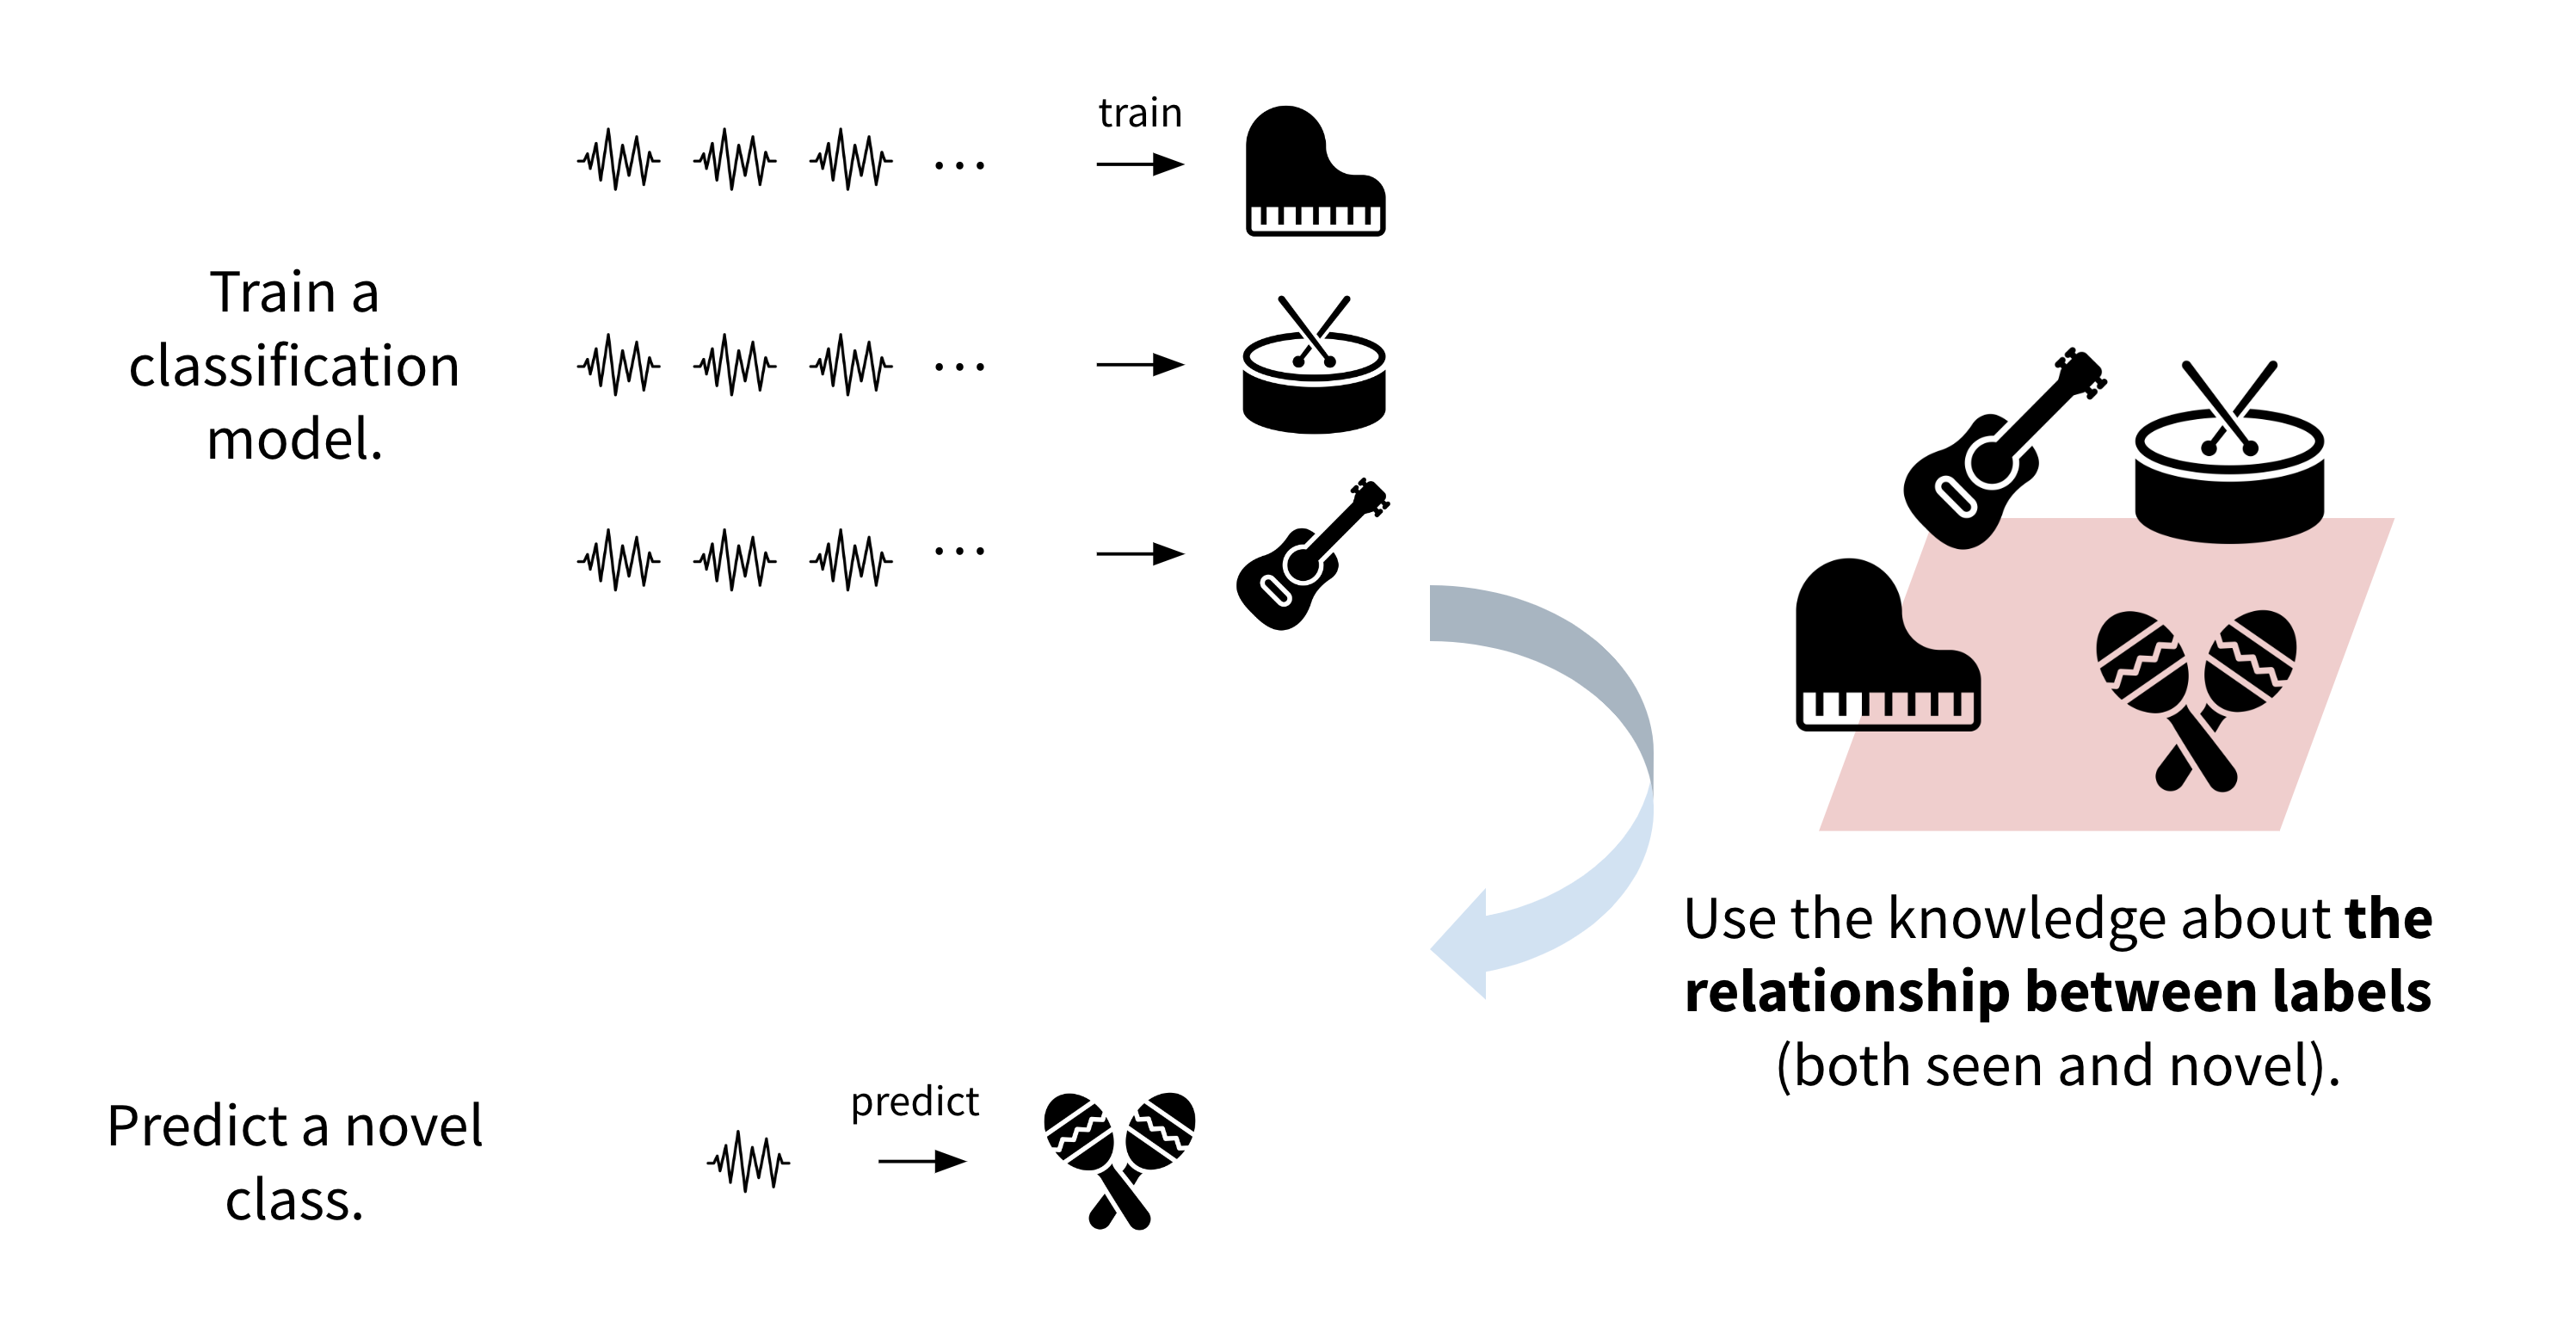 train
Train a
classification
model.
Use the knowledge about the
relationship between labels
(both seen and novel).
predict
Predict a novel
class.